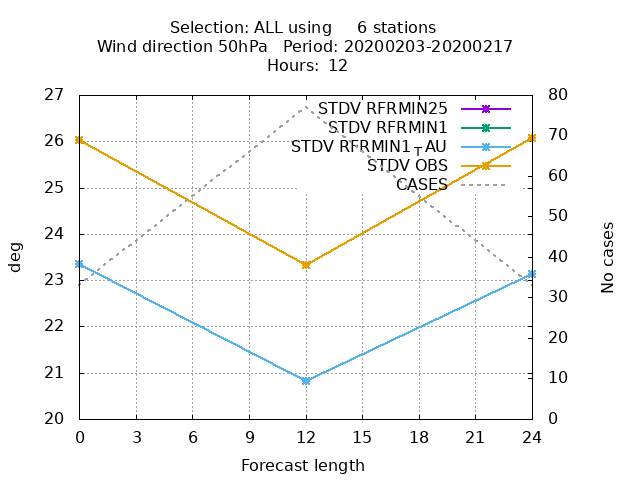 Selection: ALL using     6 stations
Wind direction 50hPa   Period: 20200203-20200217
Hours:  12
27
26
25
24
23
22
21
20
deg
80
70
60
50
40
30
20
10
0
No cases
STDV RFRMIN25
STDV RFRMIN1
STDV RFRMIN1TAU
STDV OBS
CASES
0 3 6 9 12 15 18 21 24
Forecast length